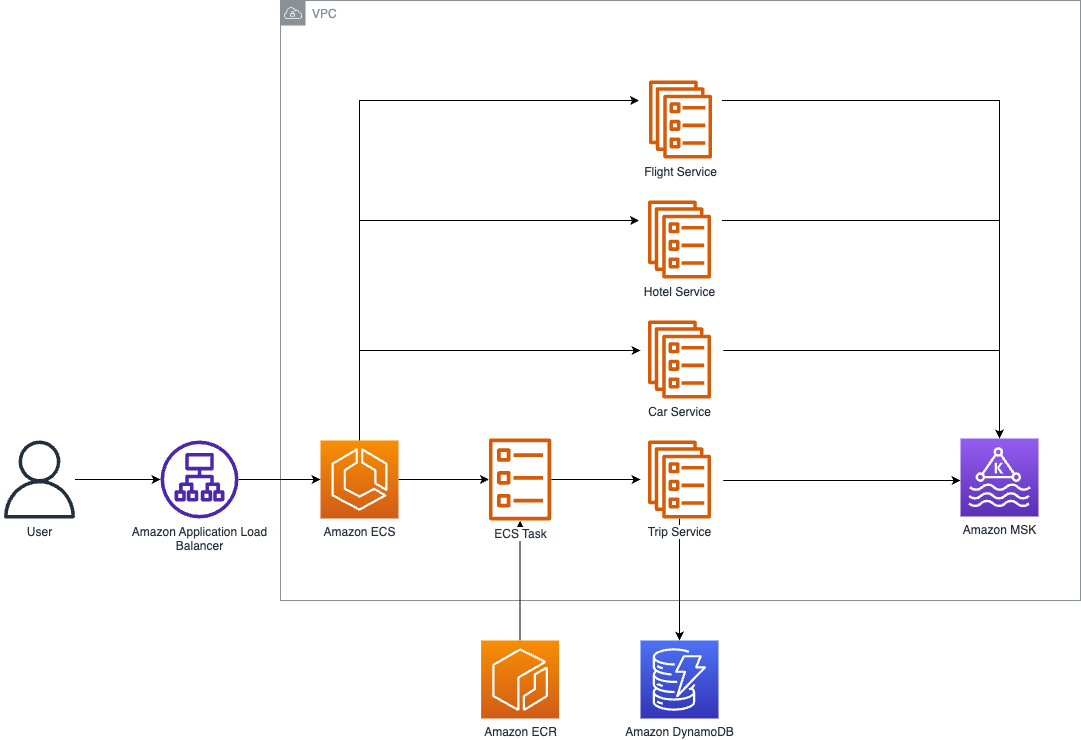 VPC
Flight Service
Hotel Service
Car Service
User
Amazon Application Load
Balancer
Amazon ECS
ECS Task
Trip Service
K
Amazon MSK
Amazon ECR
Amazon DynamoDB